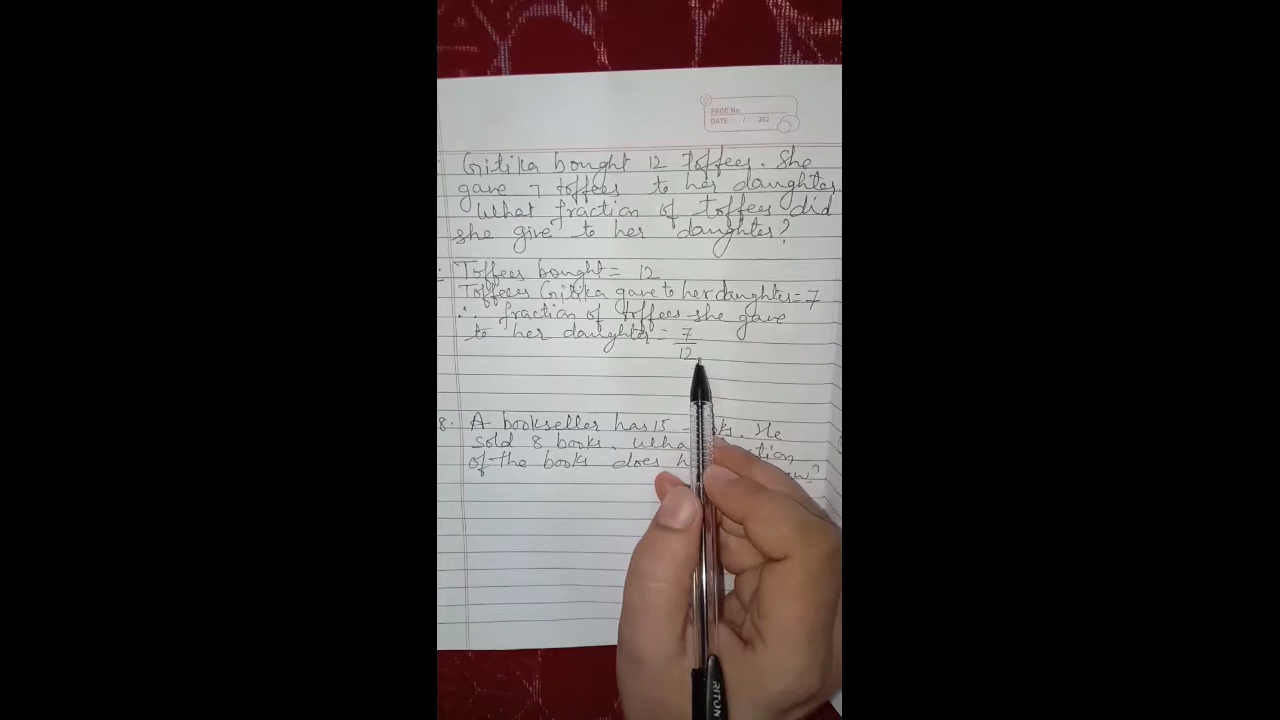 PAGE No
DATE / 202
Gitika bought 12 Toffees. She
gave 7 toffees to her daughter.
What fraction of toffees did
she give to her daughter?
Toffees bought = 12
Toffees Gitika gave to her daughter = 7
∴ fraction of toffees she gave
to her daughter = 7/12
8. A bookseller has 15 He
sold 8 books.
of the books does
RITON